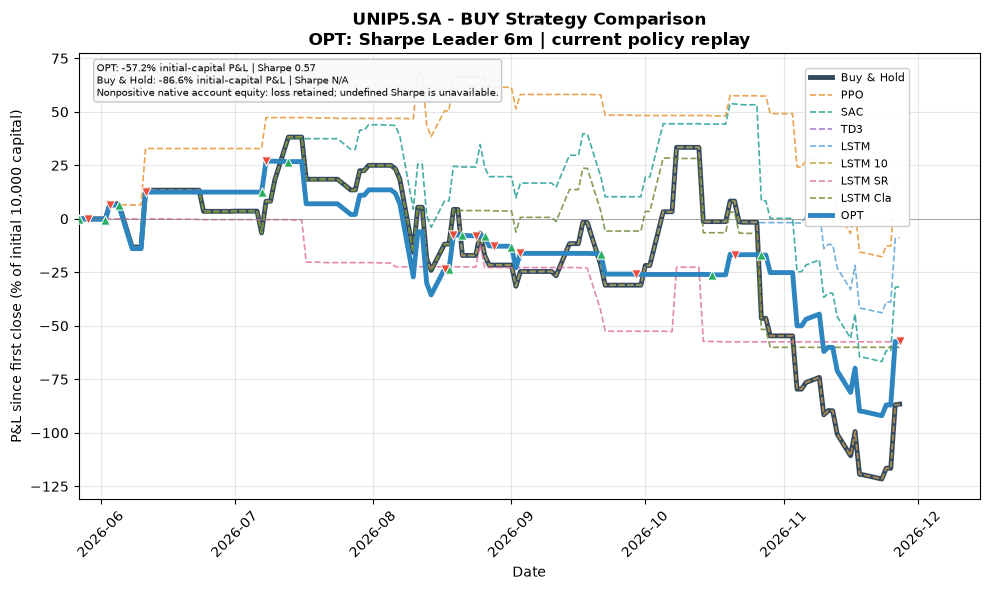 UNIP5.SA - BUY Strategy Comparison
OPT: Sharpe Leader 6m | current policy replay
OPT: -57.2% initial-capital P&L | Sharpe 0.57
Buy & Hold: -86.6% initial-capital P&L | Sharpe N/A
Nonpositive native account equity: loss retained; undefined Sharpe is unavailable.
Buy & Hold
PPO
SAC
TD3
LSTM
LSTM 10
LSTM SR
LSTM Cla
OPT
P&L since first close (% of initial 10,000 capital)
75
50
25
0
−25
−50
−75
−100
−125
2026-06
2026-07
2026-08
2026-09
2026-10
2026-11
2026-12
Date